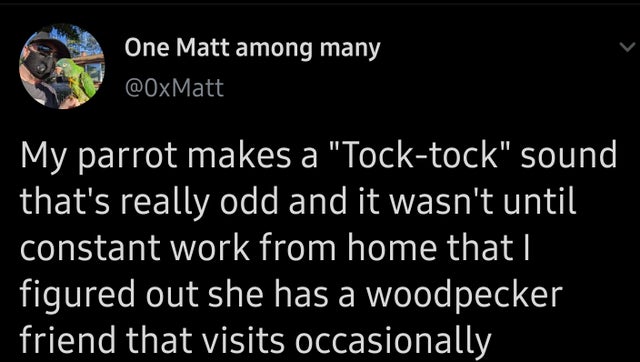 One Matt among many
@0xMatt
My parrot makes a "Tock-tock" sound
that's really odd and it wasn't until
constant work from home that I
figured out she has a woodpecker
friend that visits occasionally